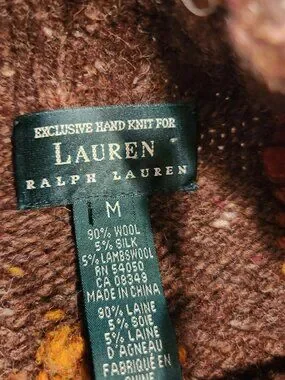 EXCLUSIVE HAND KNIT FOR
LAUREN
RALPH LAUREN
M
90% WOOL
5% SILK
5% LAMBSWOOL
RN 54050
CA 08349
MADE IN CHINA
90% LAINE
5% SOIE
5% LAINE
D'AGNEAU
FABRIQUÉ EN
CHINE